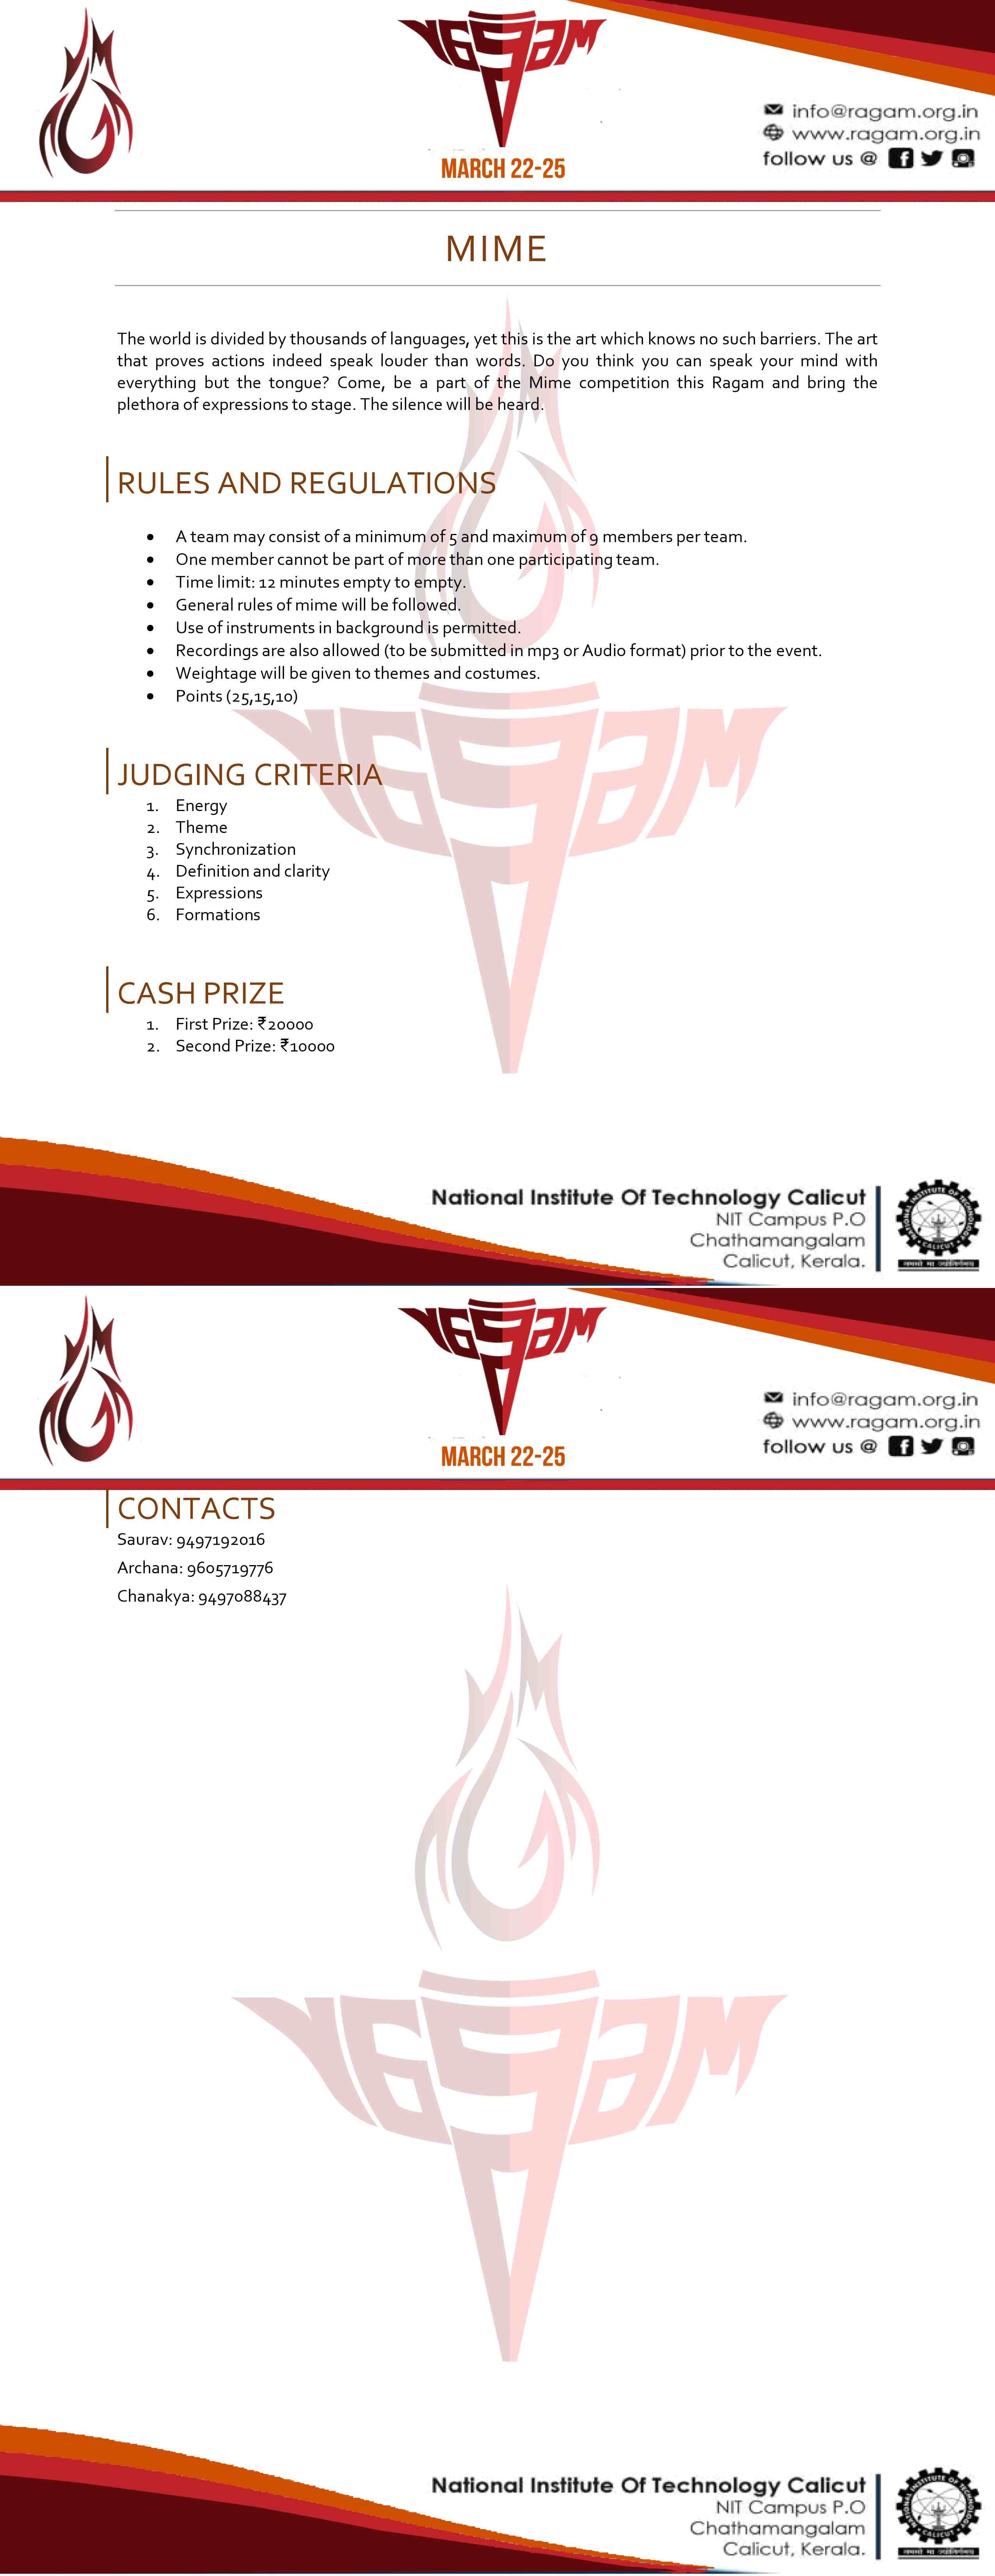 RAGAM
MARCH 22-25
info@ragam.org.in
www.ragam.org.in
follow us @
MIME
The world is divided by thousands of languages, yet this is the art which knows no such barriers. The art
that proves actions indeed speak louder than words. Do you think you can speak your mind with
everything but the tongue? Come, be a part of the Mime competition this Ragam and bring the
plethora of expressions to stage. The silence will be heard.
RULES AND REGULATIONS
• A team may consist of a minimum of 5 and maximum of 9 members per team.
• One member cannot be part of more than one participating team.
• Time limit: 12 minutes empty to empty.
• General rules of mime will be followed.
• Use of instruments in background is permitted.
• Recordings are also allowed (to be submitted in mp3 or Audio format) prior to the event.
• Weightage will be given to themes and costumes.
• Points (25,15,10)
JUDGING CRITERIA
1. Energy
2. Theme
3. Synchronization
4. Definition and clarity
5. Expressions
6. Formations
CASH PRIZE
1. First Prize: ₹20000
2. Second Prize: ₹10000
National Institute Of Technology Calicut
NIT Campus P.O
Chathamangalam
Calicut, Kerala.
RAGAM
MARCH 22-25
info@ragam.org.in
www.ragam.org.in
follow us @
CONTACTS
Saurav: 9497192016
Archana: 9605719776
Chanakya: 9497088437
National Institute Of Technology Calicut
NIT Campus P.O
Chathamangalam
Calicut, Kerala.